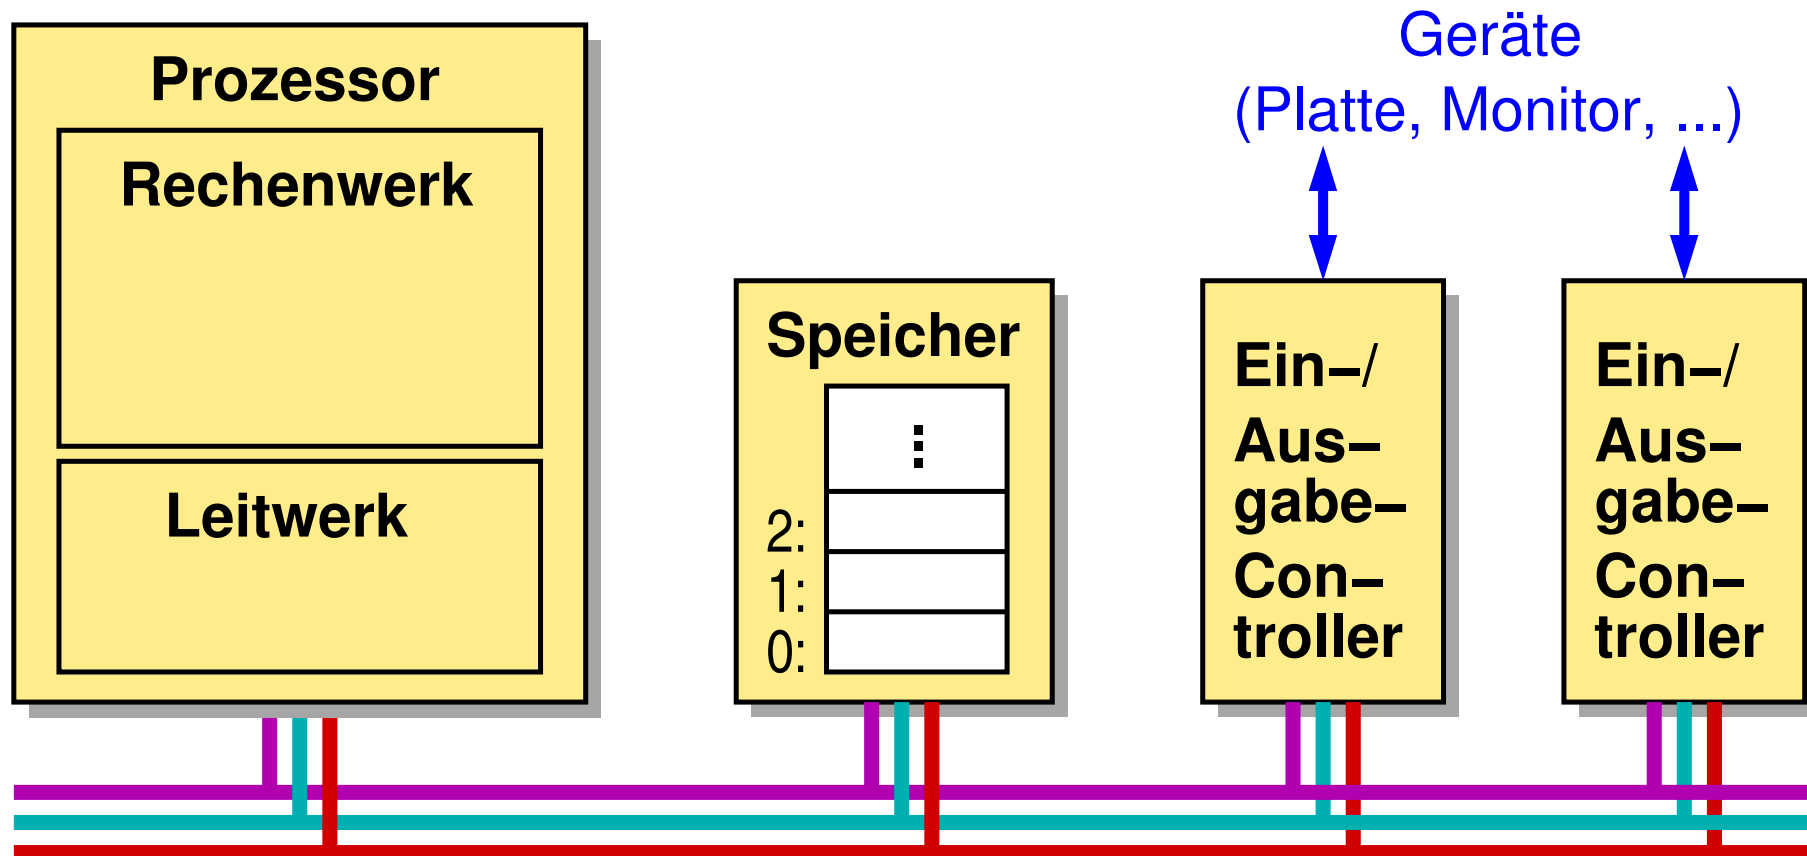 Prozessor
Rechenwerk
Leitwerk
Speicher
2:
1:
0:
Geräte
(Platte, Monitor, ...)
Ein–/
Aus–
gabe–
Con–
troller
Ein–/
Aus–
gabe–
Con–
troller